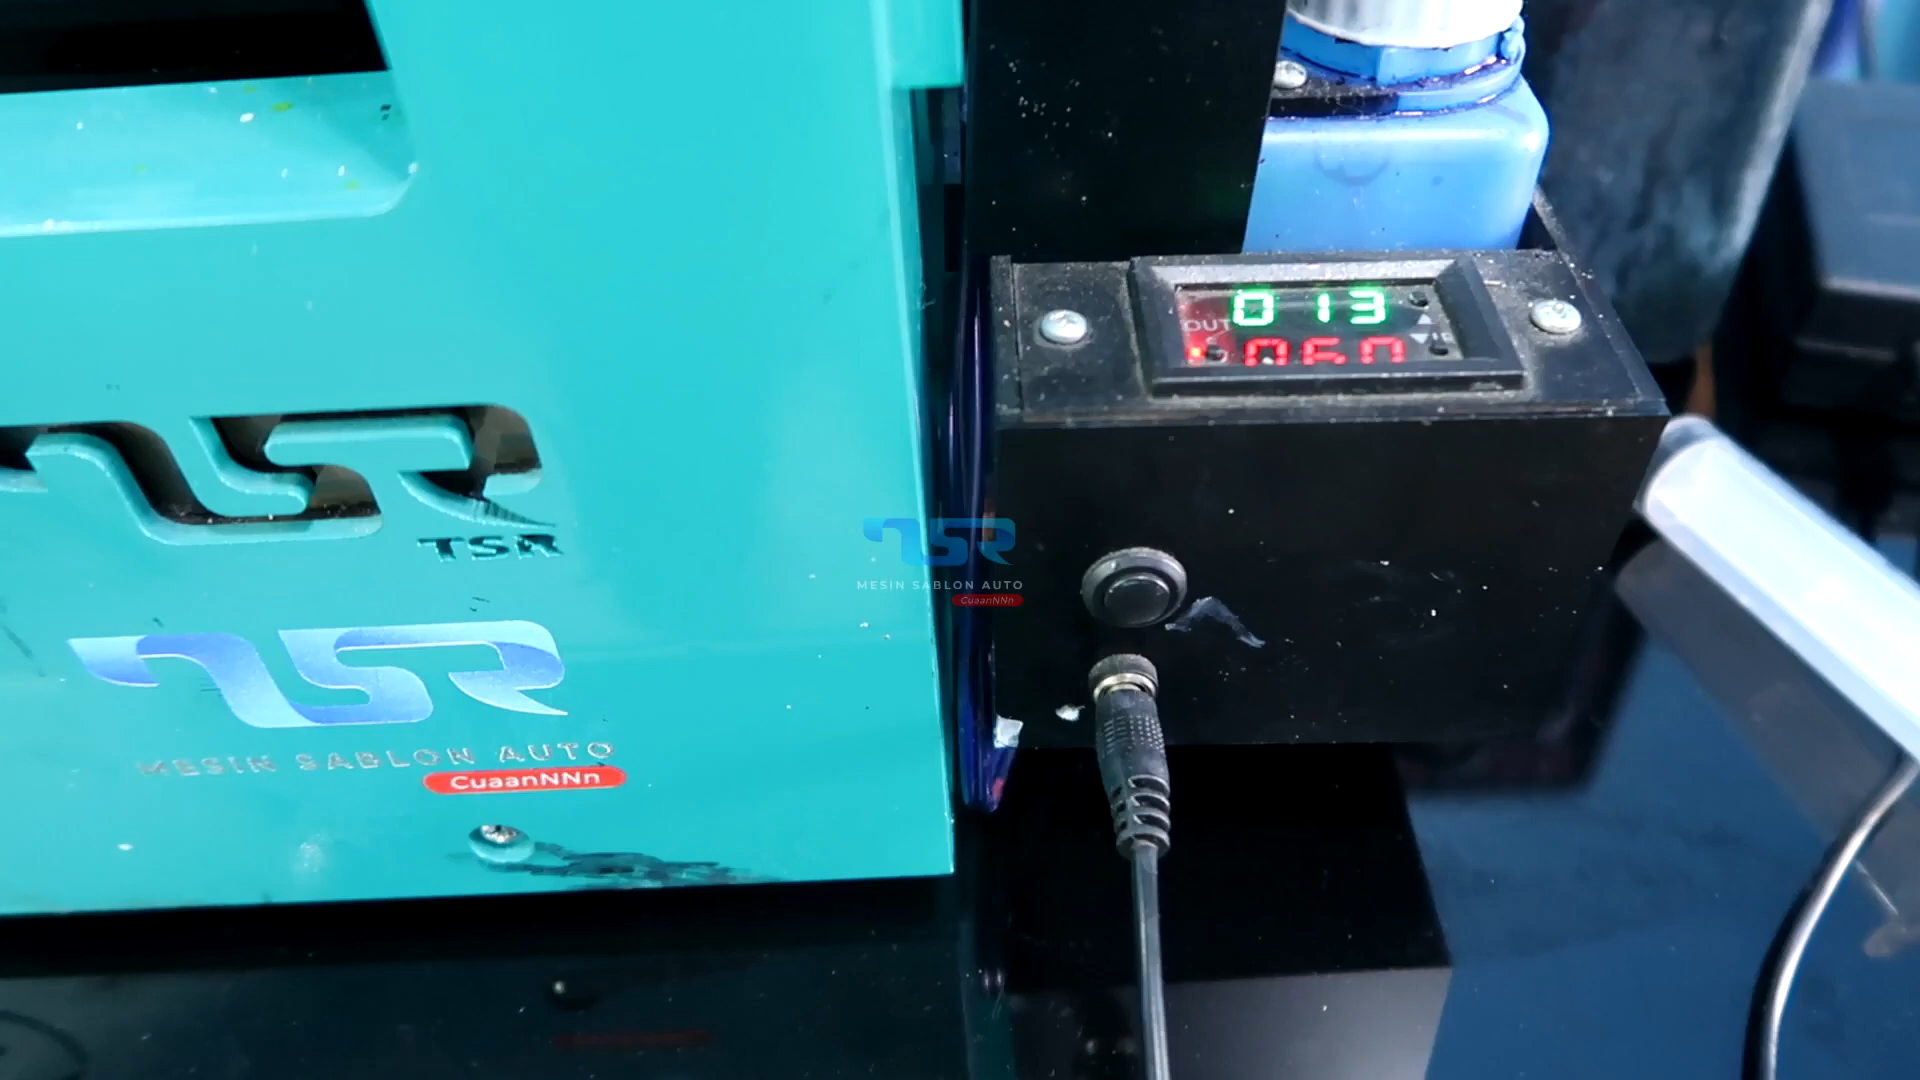 013
OUT
060
TSR
TSR
TSR
MESIN SABLON AUTO
CuaanNNn
TSR
MESIN SABLON AUTO
CuaanNNn